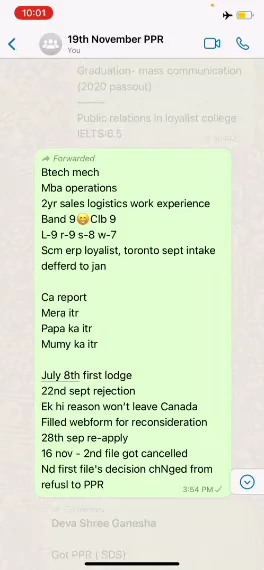 10:01
19th November PPR
You
Graduation- mass communication
(2020 passout)
Public relations in loyalist college
IELTS:6.5
Forwarded
Btech mech
Mba operations
2yr sales logistics work experience
Band 9😁Clb 9
L-9 r-9 s-8 w-7
Scm erp loyalist, toronto sept intake
defferd to jan
Ca report
Mera itr
Papa ka itr
Mumy ka itr
July 8th first lodge
22nd sept rejection
Ek hi reason won't leave Canada
Filled webform for reconsideration
28th sep re-apply
16 nov - 2nd file got cancelled
Nd first file's decision chNged from
refusl to PPR
3:54 PM
Deva Shree Ganesha
Got PPR ( SDS)